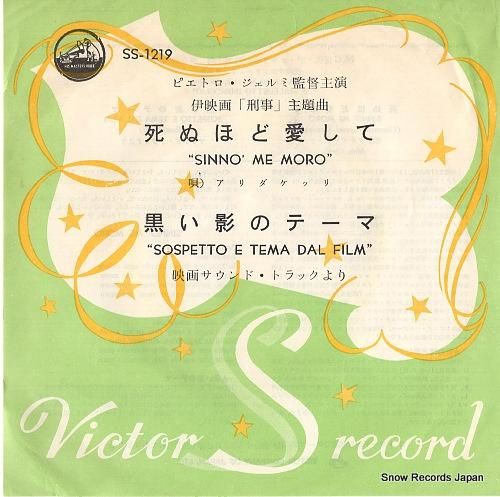 SS-1219
ピエトロ・ジェルミ監督主演
伊映画「刑事」主題曲
死ぬほど愛して
"SINNO' ME MORO"
唄) アリダケッリ
黒い影のテーマ
"SOSPETTO E TEMA DAL FILM"
映画サウンド・トラックより
Victor S record
Snow Records Japan